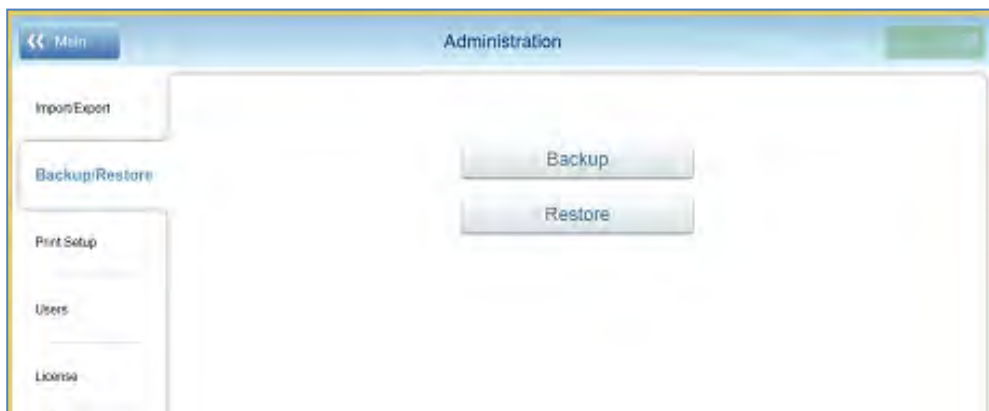 Main
Administration
Import/Export
Backup/Restore
Backup
Restore
Print Setup
Users
License